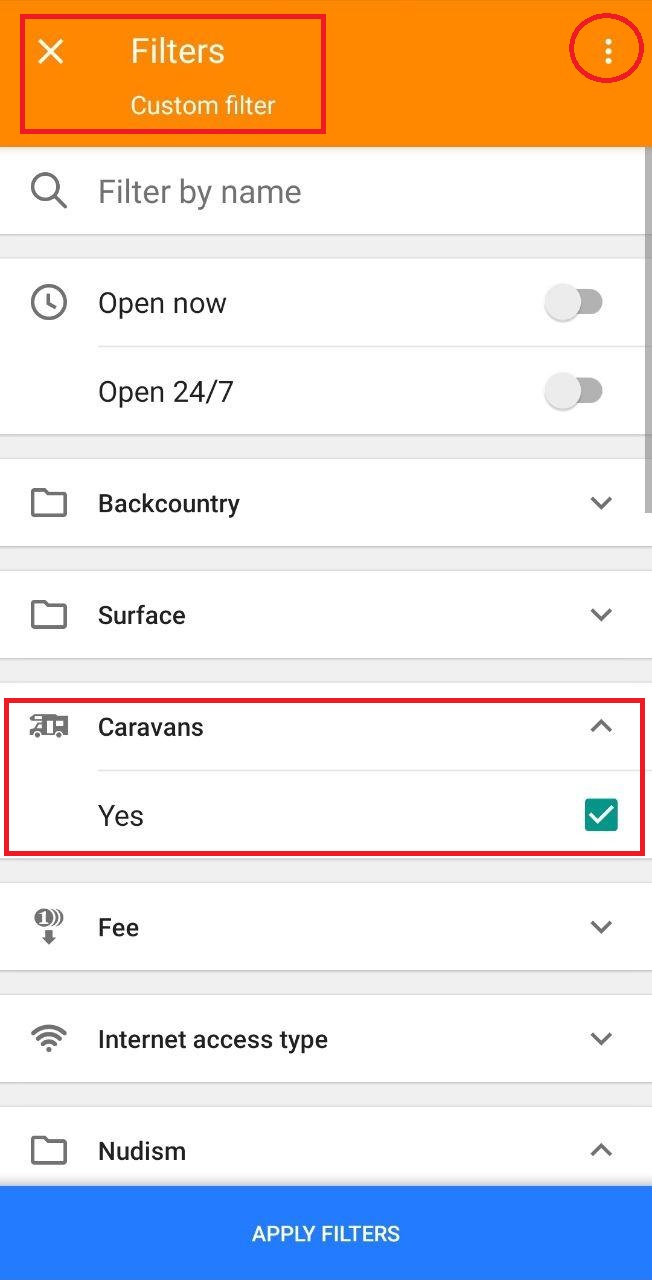 Filters
Custom filter
Filter by name
Open now
Open 24/7
Backcountry
Surface
Caravans
Yes
1
Fee
Internet access type
Nudism
APPLY FILTERS